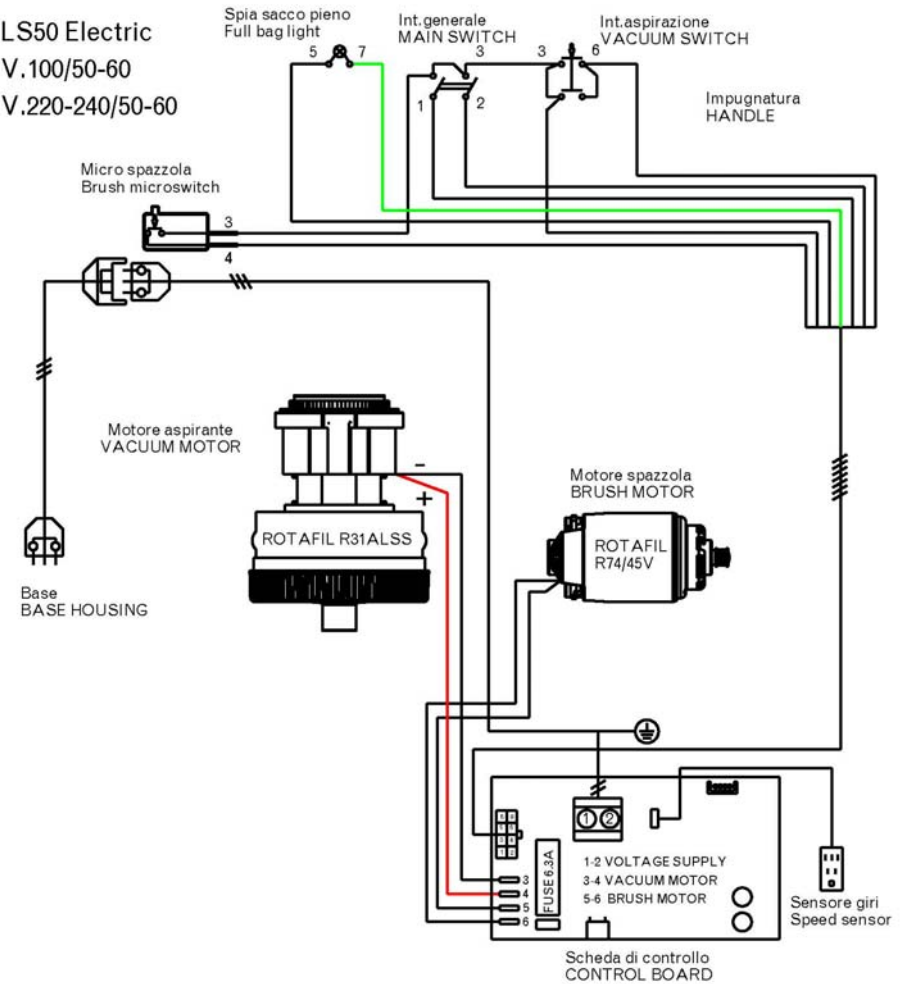 LS50 Electric
V.100/50-60
V.220-240/50-60
Spia sacco pieno
Full bag light
5
7
Int.generale
MAIN SWITCH
3
1
2
Int.aspirazione
VACUUM SWITCH
3
6
Impugnatura
HANDLE
Micro spazzola
Brush microswitch
3
4
Motore aspirante
VACUUM MOTOR
-
+
ROTAFIL R31ALSS
Motore spazzola
BRUSH MOTOR
ROTAFIL
R74/45V
Base
BASE HOUSING
1 2
FUSE 6.3A
1-2 VOLTAGE SUPPLY
3-4 VACUUM MOTOR
5-6 BRUSH MOTOR
3
4
5
6
Sensore giri
Speed sensor
Scheda di controllo
CONTROL BOARD